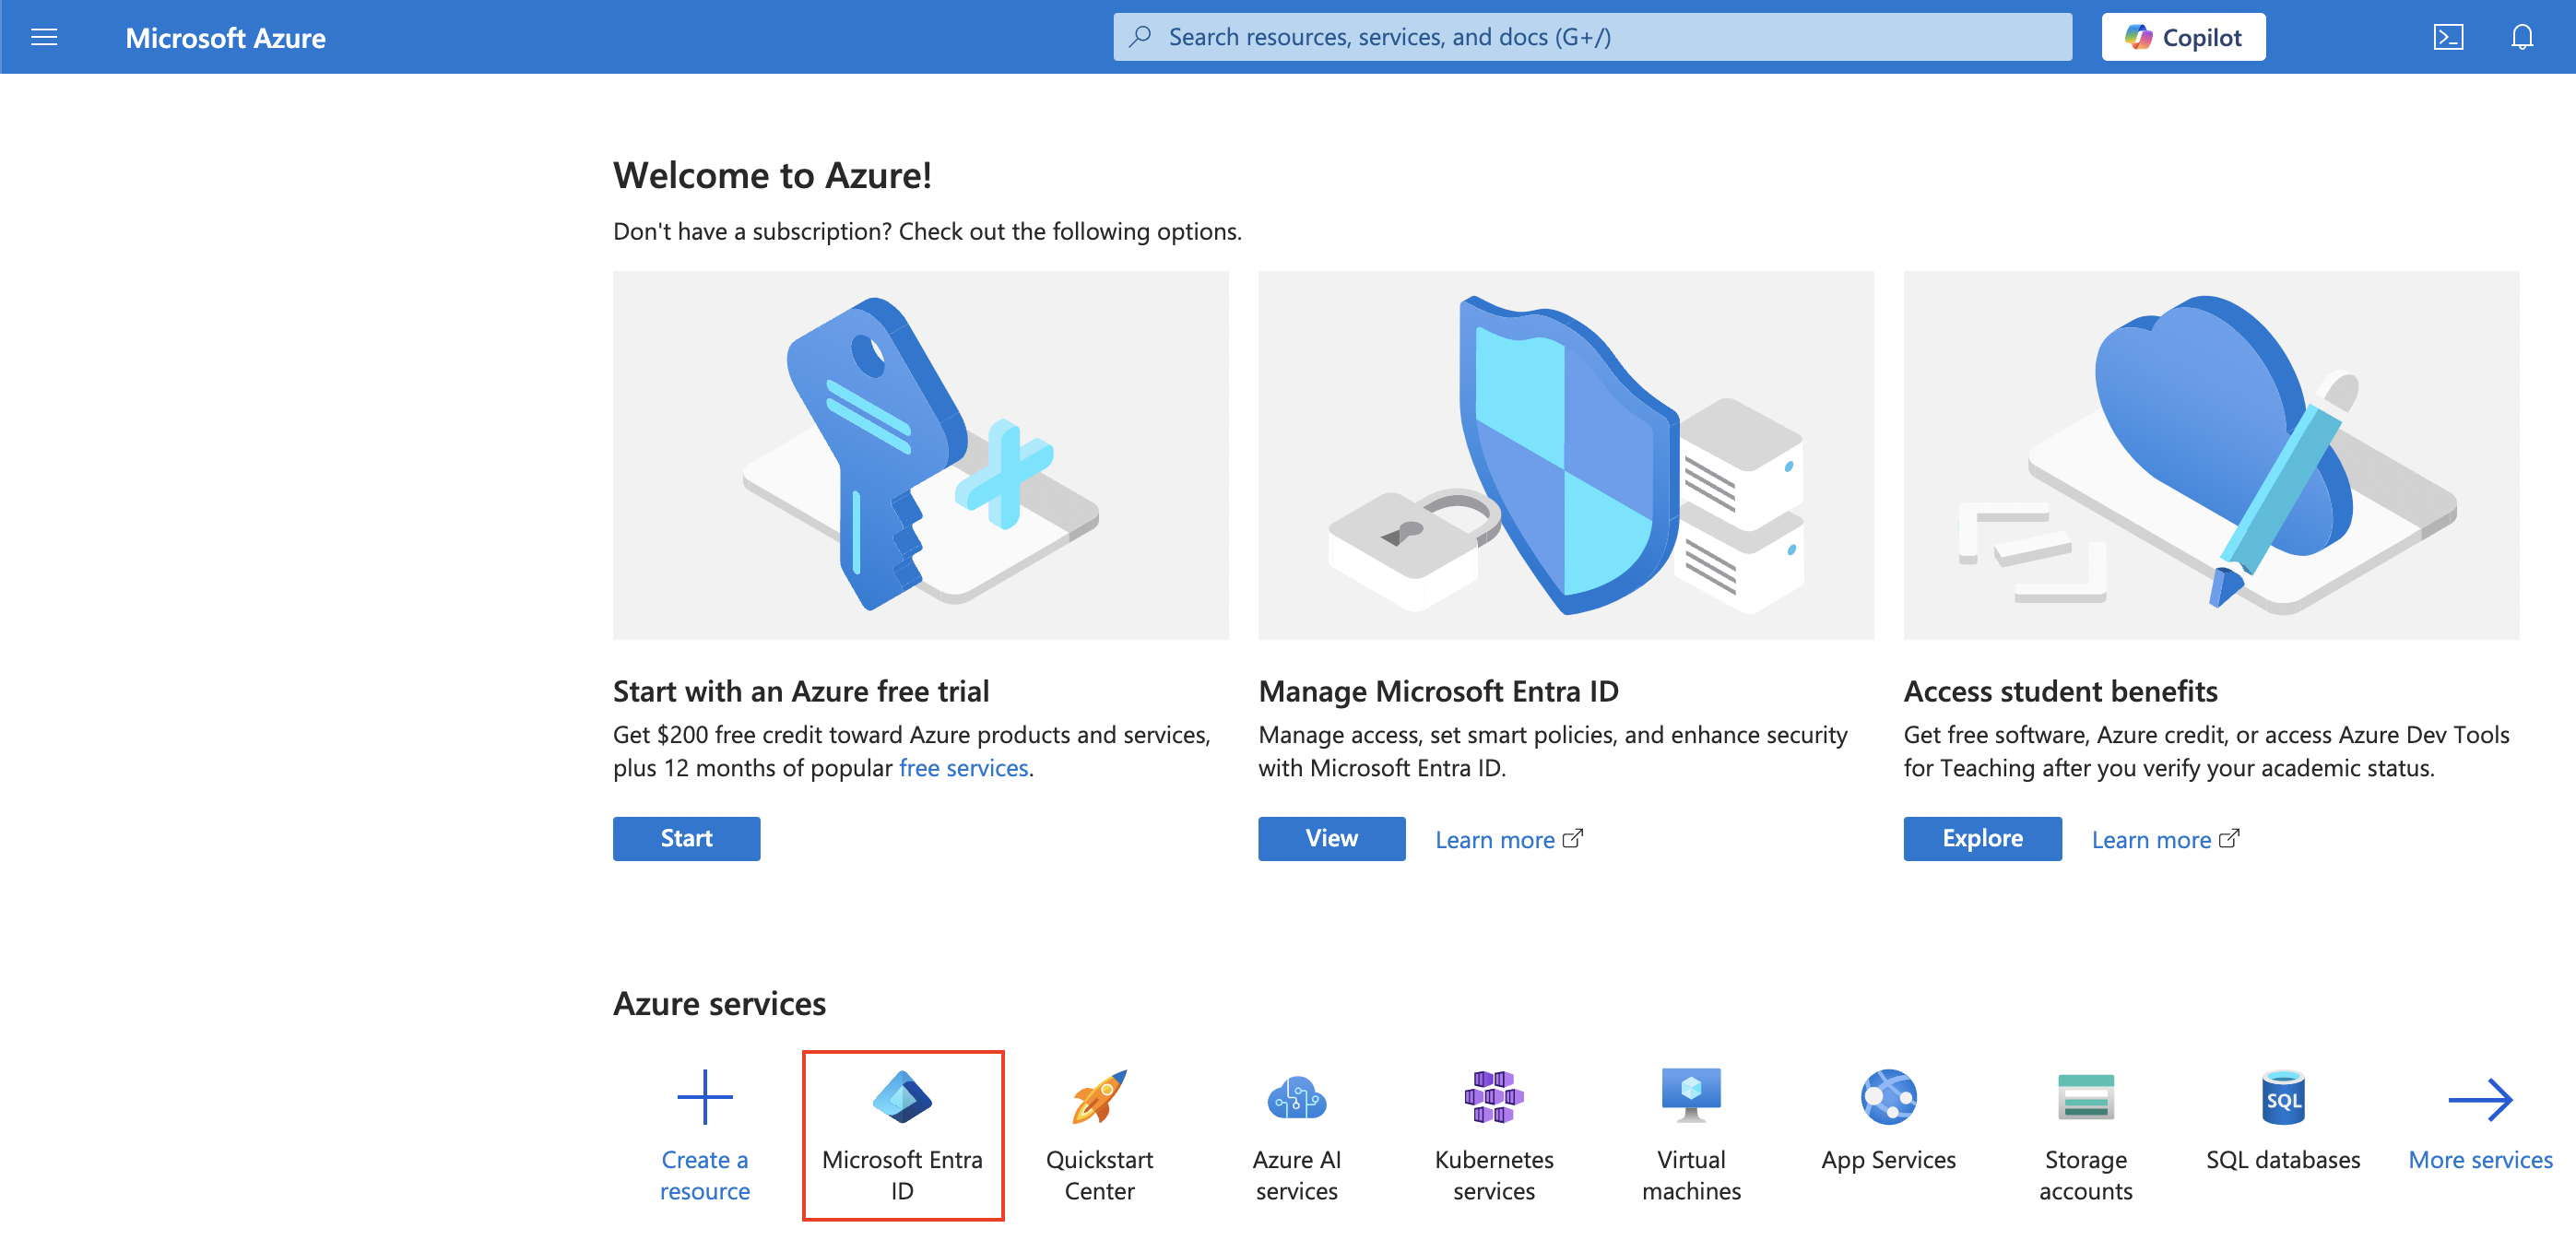 Microsoft Azure
Search resources, services, and docs (G+/)
Copilot
Welcome to Azure!
Don't have a subscription? Check out the following options.
Start with an Azure free trial
Get $200 free credit toward Azure products and services,
plus 12 months of popular free services.
Start
Manage Microsoft Entra ID
Manage access, set smart policies, and enhance security
with Microsoft Entra ID.
View
Learn more
Access student benefits
Get free software, Azure credit, or access Azure Dev Tools
for Teaching after you verify your academic status.
Explore
Learn more
Azure services
Create a
resource
Microsoft Entra
ID
Quickstart
Center
Azure AI
services
Kubernetes
services
Virtual
machines
App Services
Storage
accounts
SQL
SQL databases
More services